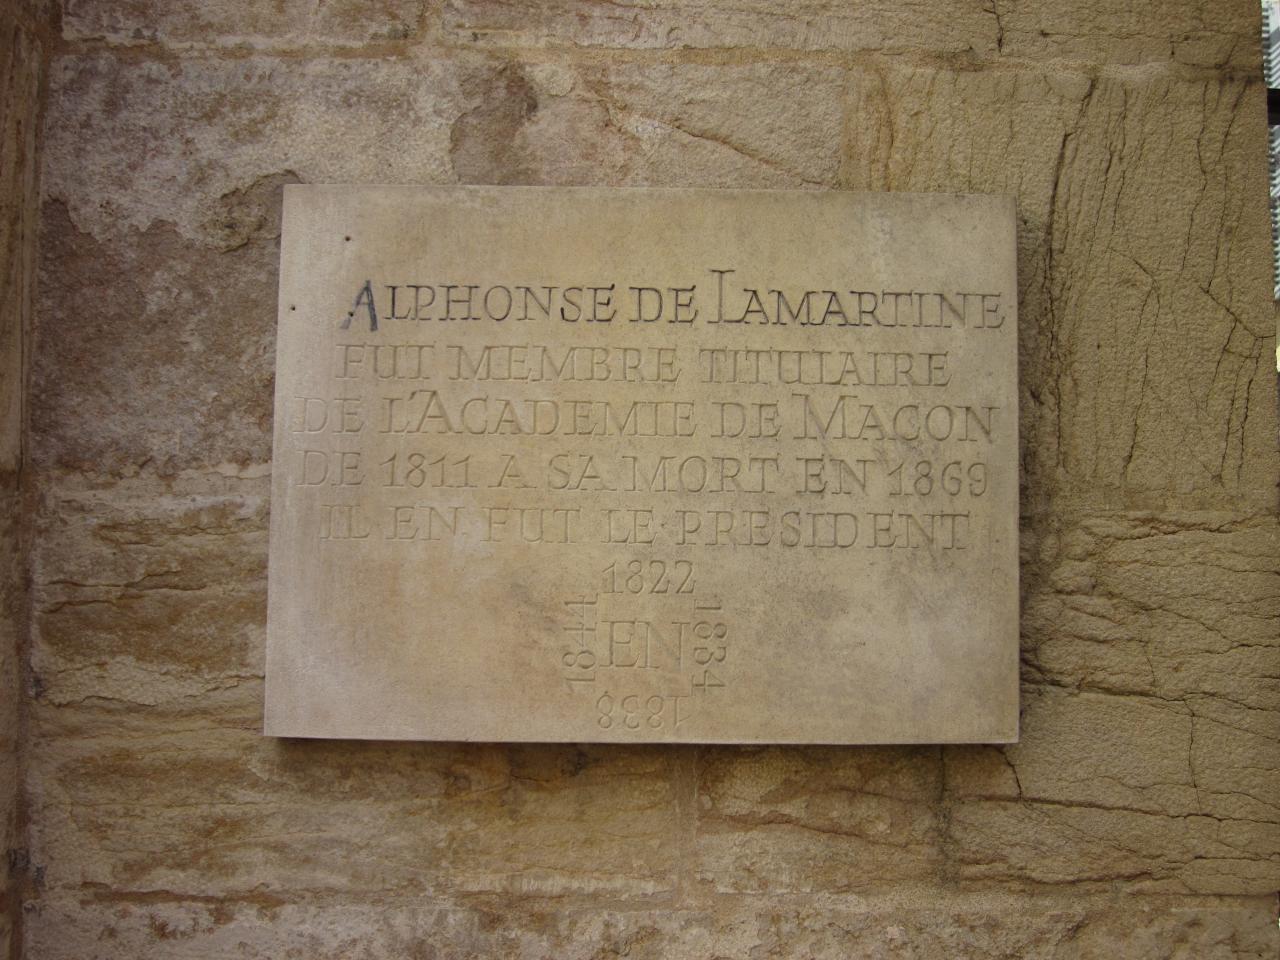 ALPHONSE DE LAMARTINE
FUT MEMBRE TITULAIRE
DE L'ACADEMIE DE MACON
DE 1811 A SA MORT EN 1869
IL EN FUT LE PRESIDENT
EN
1822
1834
1838
1844